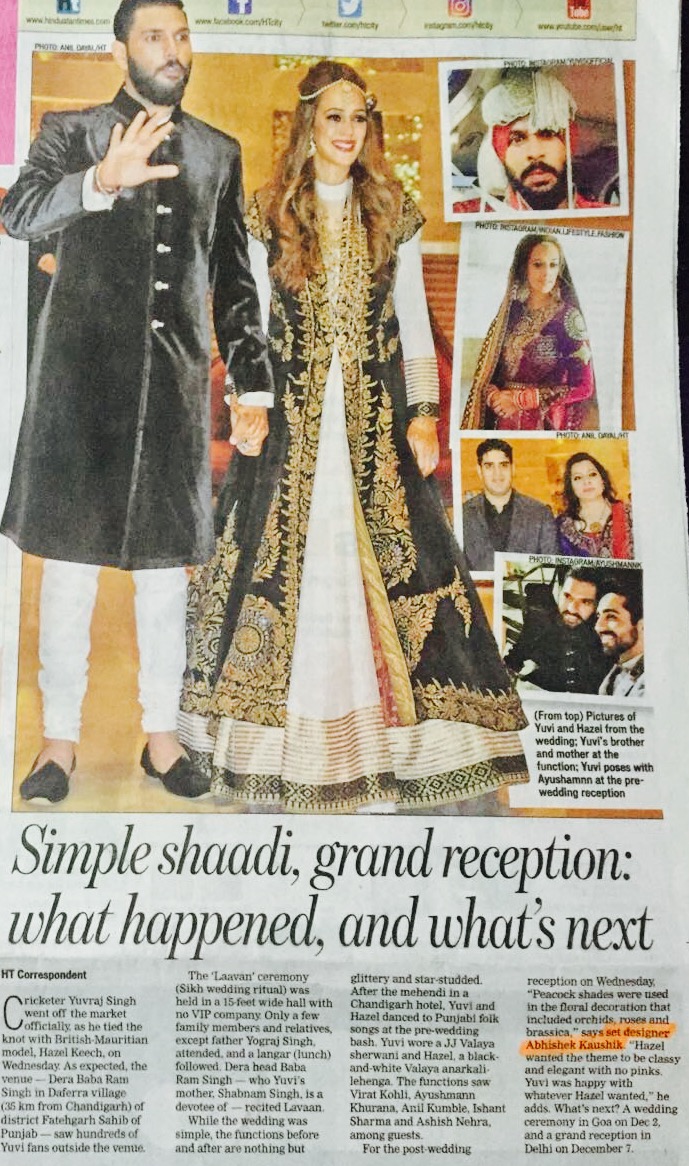 www.hindustantimes.com
www.facebook.com/HTcity
twitter.com/htcity
instagram.com/htcity
www.youtube.com/user/ht
PHOTO: ANIL DAYAL/HT
PHOTO: INSTAGRAM/YUVISOFFICIAL
PHOTO: INSTAGRAM/INDIAN.LIFESTYLE.FASHION
PHOTO: ANIL DAYAL/HT
PHOTO: INSTAGRAM/AYUSHMANNK
(From top) Pictures of
Yuvi and Hazel from the
wedding; Yuvi's brother
and mother at the
function; Yuvi poses with
Ayushamnn at the pre-
wedding reception
Simple shaadi, grand reception:
what happened, and what's next
HT Correspondent
Cricketer Yuvraj Singh
went off the market
officially, as he tied the
knot with British-Mauritian
model, Hazel Keech, on
Wednesday. As expected, the
venue — Dera Baba Ram
Singh in Daferra village
(35 km from Chandigarh) of
district Fatehgarh Sahib of
Punjab — saw hundreds of
Yuvi fans outside the venue.
The 'Laavan' ceremony
(Sikh wedding ritual) was
held in a 15-feet wide hall with
no VIP company. Only a few
family members and relatives,
except father Yograj Singh,
attended, and a langar (lunch)
followed. Dera head Baba
Ram Singh - who Yuvi's
mother, Shabnam Singh, is a
devotee of — recited Lavaan.
While the wedding was
simple, the functions before
and after are nothing but
glittery and star-studded.
After the mehendi in a
Chandigarh hotel, Yuvi and
Hazel danced to Punjabi folk
songs at the pre-wedding
bash. Yuvi wore a JJ Valaya
sherwani and Hazel, a black-
and-white Valaya anarkali-
lehenga. The functions saw
Virat Kohli, Ayushmann
Khurana, Anil Kumble, Ishant
Sharma and Ashish Nehra,
among guests.
For the post-wedding
reception on Wednesday,
"Peacock shades were used
in the floral decoration that
included orchids, roses and
brassica," says set designer
Abhishek Kaushik. "Hazel
wanted the theme to be classy
and elegant with no pinks.
Yuvi was happy with
whatever Hazel wanted," he
adds. What's next? A wedding
ceremony in Goa on Dec 2,
and a grand reception in
Delhi on December 7.